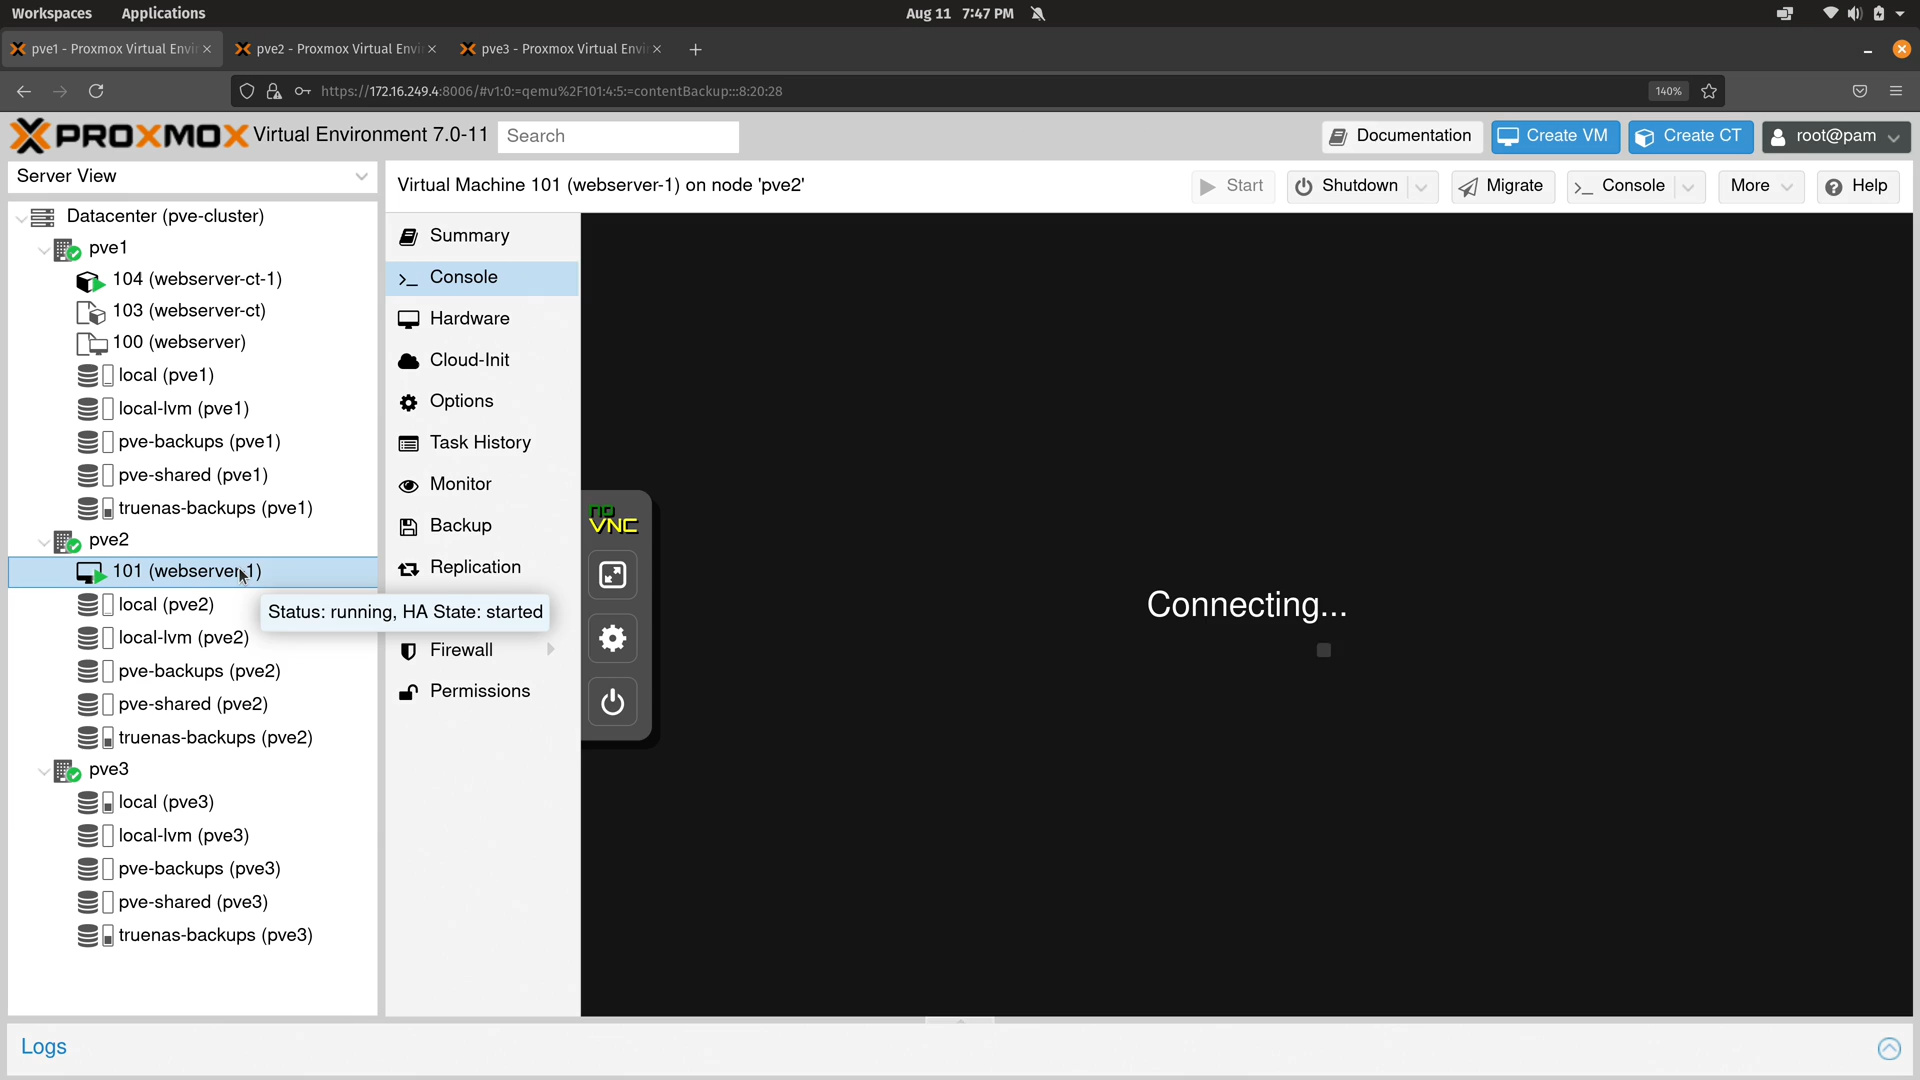 Workspaces Applications Aug 11 7:47 PM
pve1 - Proxmox Virtual Envir pve2 - Proxmox Virtual Envir pve3 - Proxmox Virtual Envir
https://172.16.249.4:8006/#v1:0:=qemu%2F101:4:5:=contentBackup:::8:20:28 140%
PROXMOX Virtual Environment 7.0-11 Search Documentation Create VM Create CT root@pam
Server View
Virtual Machine 101 (webserver-1) on node 'pve2' Start Shutdown Migrate Console More Help
Datacenter (pve-cluster)
pve1
104 (webserver-ct-1)
103 (webserver-ct)
100 (webserver)
local (pve1)
local-lvm (pve1)
pve-backups (pve1)
pve-shared (pve1)
truenas-backups (pve1)
pve2
101 (webserver-1)
local (pve2)
local-lvm (pve2)
pve-backups (pve2)
pve-shared (pve2)
truenas-backups (pve2)
pve3
local (pve3)
local-lvm (pve3)
pve-backups (pve3)
pve-shared (pve3)
truenas-backups (pve3)
Status: running, HA State: started
Summary
Console
Hardware
Cloud-Init
Options
Task History
Monitor
Backup
Replication
Firewall
Permissions
no
VNC
Connecting...
Logs